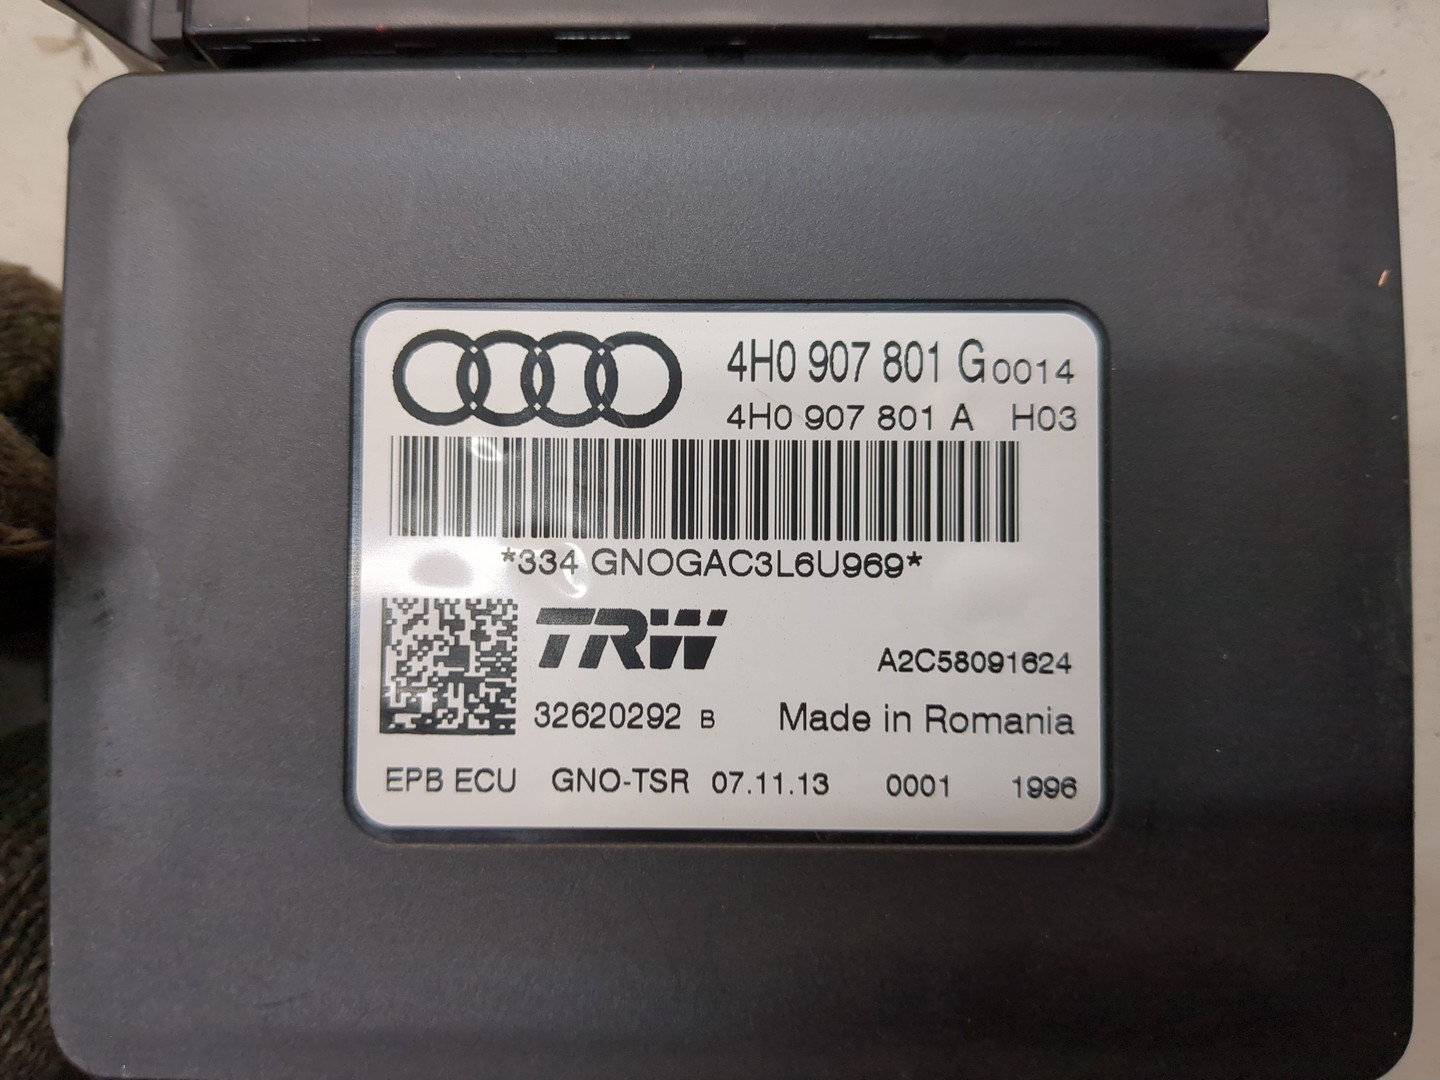 4H0 907 801 G 0014
4H0 907 801 A H03
*334 GNOGAC3L6U969*
TRW
A2C58091624
32620292 B Made in Romania
EPB ECU GNO-TSR 07.11.13 0001 1996